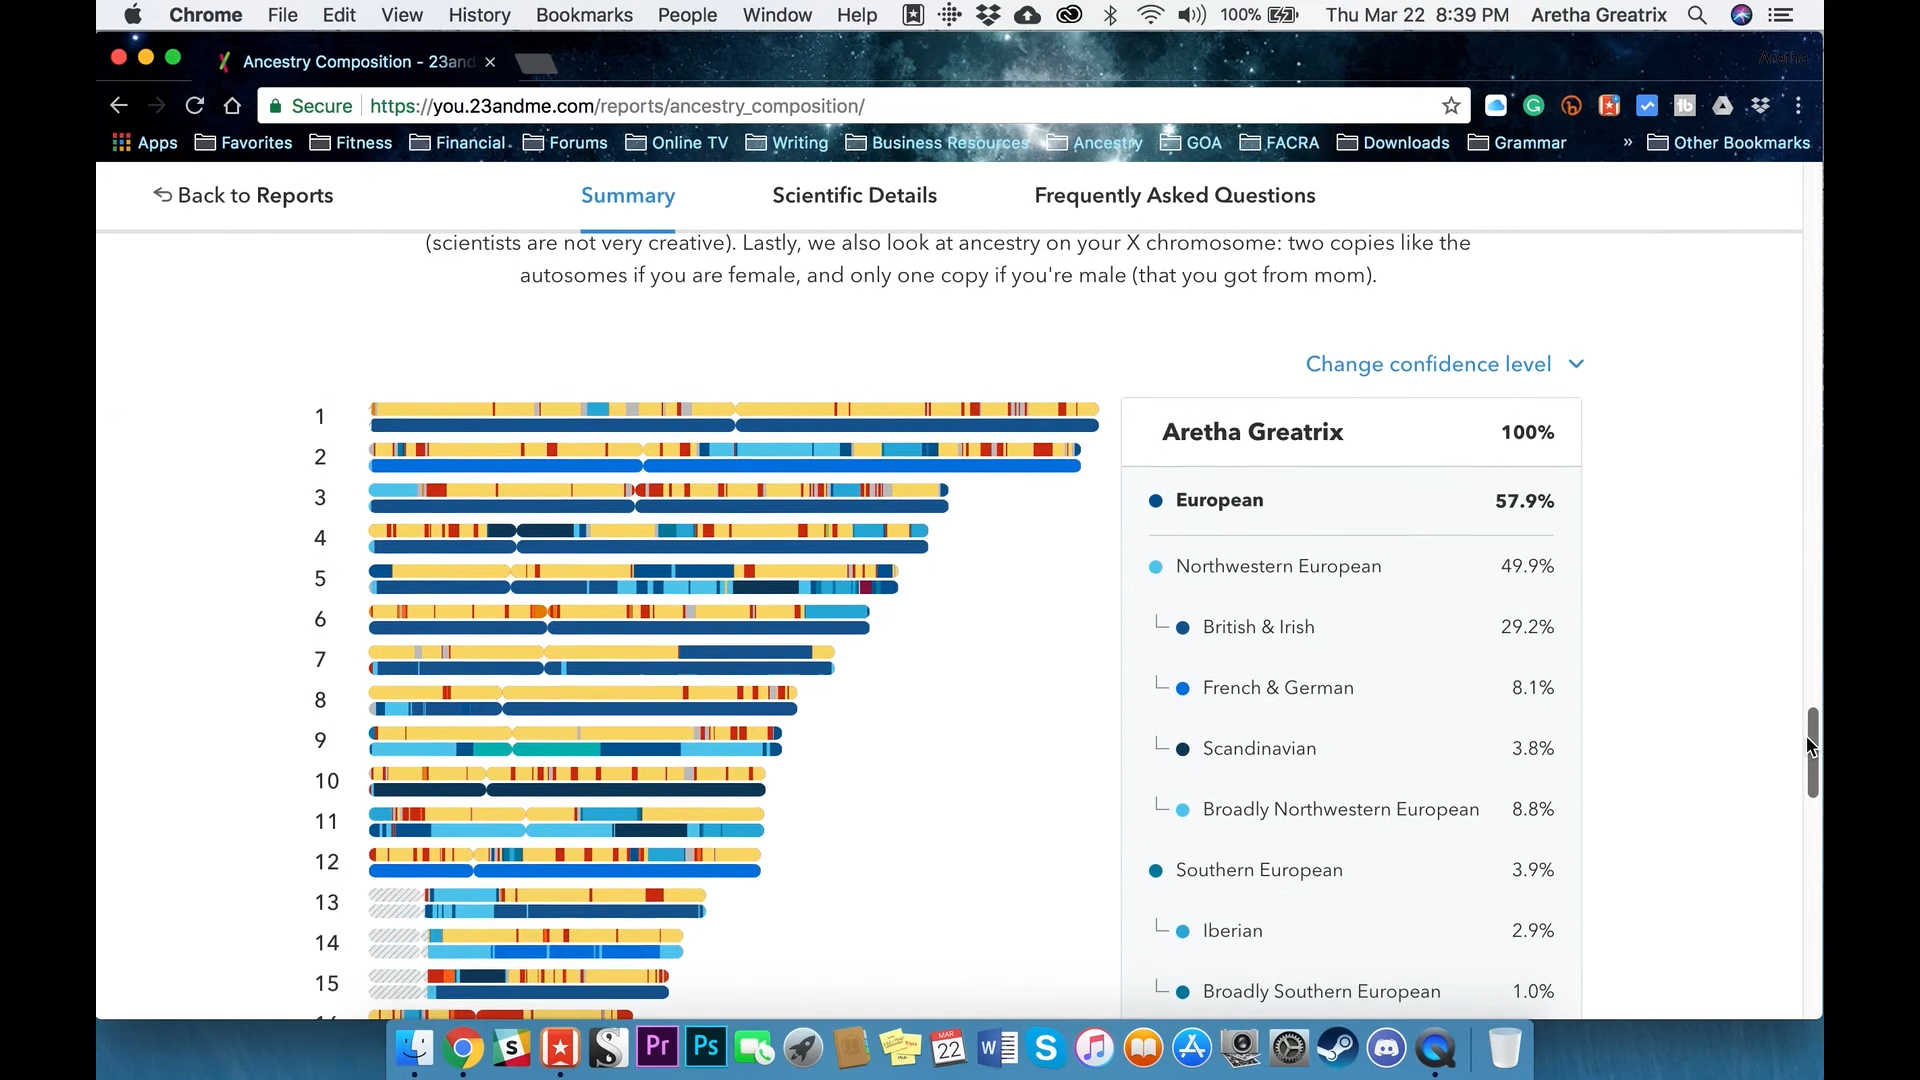 Chrome File Edit View History Bookmarks People Window Help 100% Thu Mar 22 8:39 PM Aretha Greatrix
Ancestry Composition - 23and
Aretha
Secure https://you.23andme.com/reports/ancestry_composition/
Apps Favorites Fitness Financial Forums Online TV Writing Business Resources Ancestry GOA FACRA Downloads Grammar » Other Bookmarks
Back to Reports Summary Scientific Details Frequently Asked Questions
(scientists are not very creative). Lastly, we also look at ancestry on your X chromosome: two copies like the
autosomes if you are female, and only one copy if you're male (that you got from mom).
Change confidence level
1
2
3
4
5
6
7
8
9
10
11
12
13
14
15
Aretha Greatrix 100%
European 57.9%
Northwestern European 49.9%
British & Irish 29.2%
French & German 8.1%
Scandinavian 3.8%
Broadly Northwestern European 8.8%
Southern European 3.9%
Iberian 2.9%
Broadly Southern European 1.0%
Pr Ps MAR 22 W S